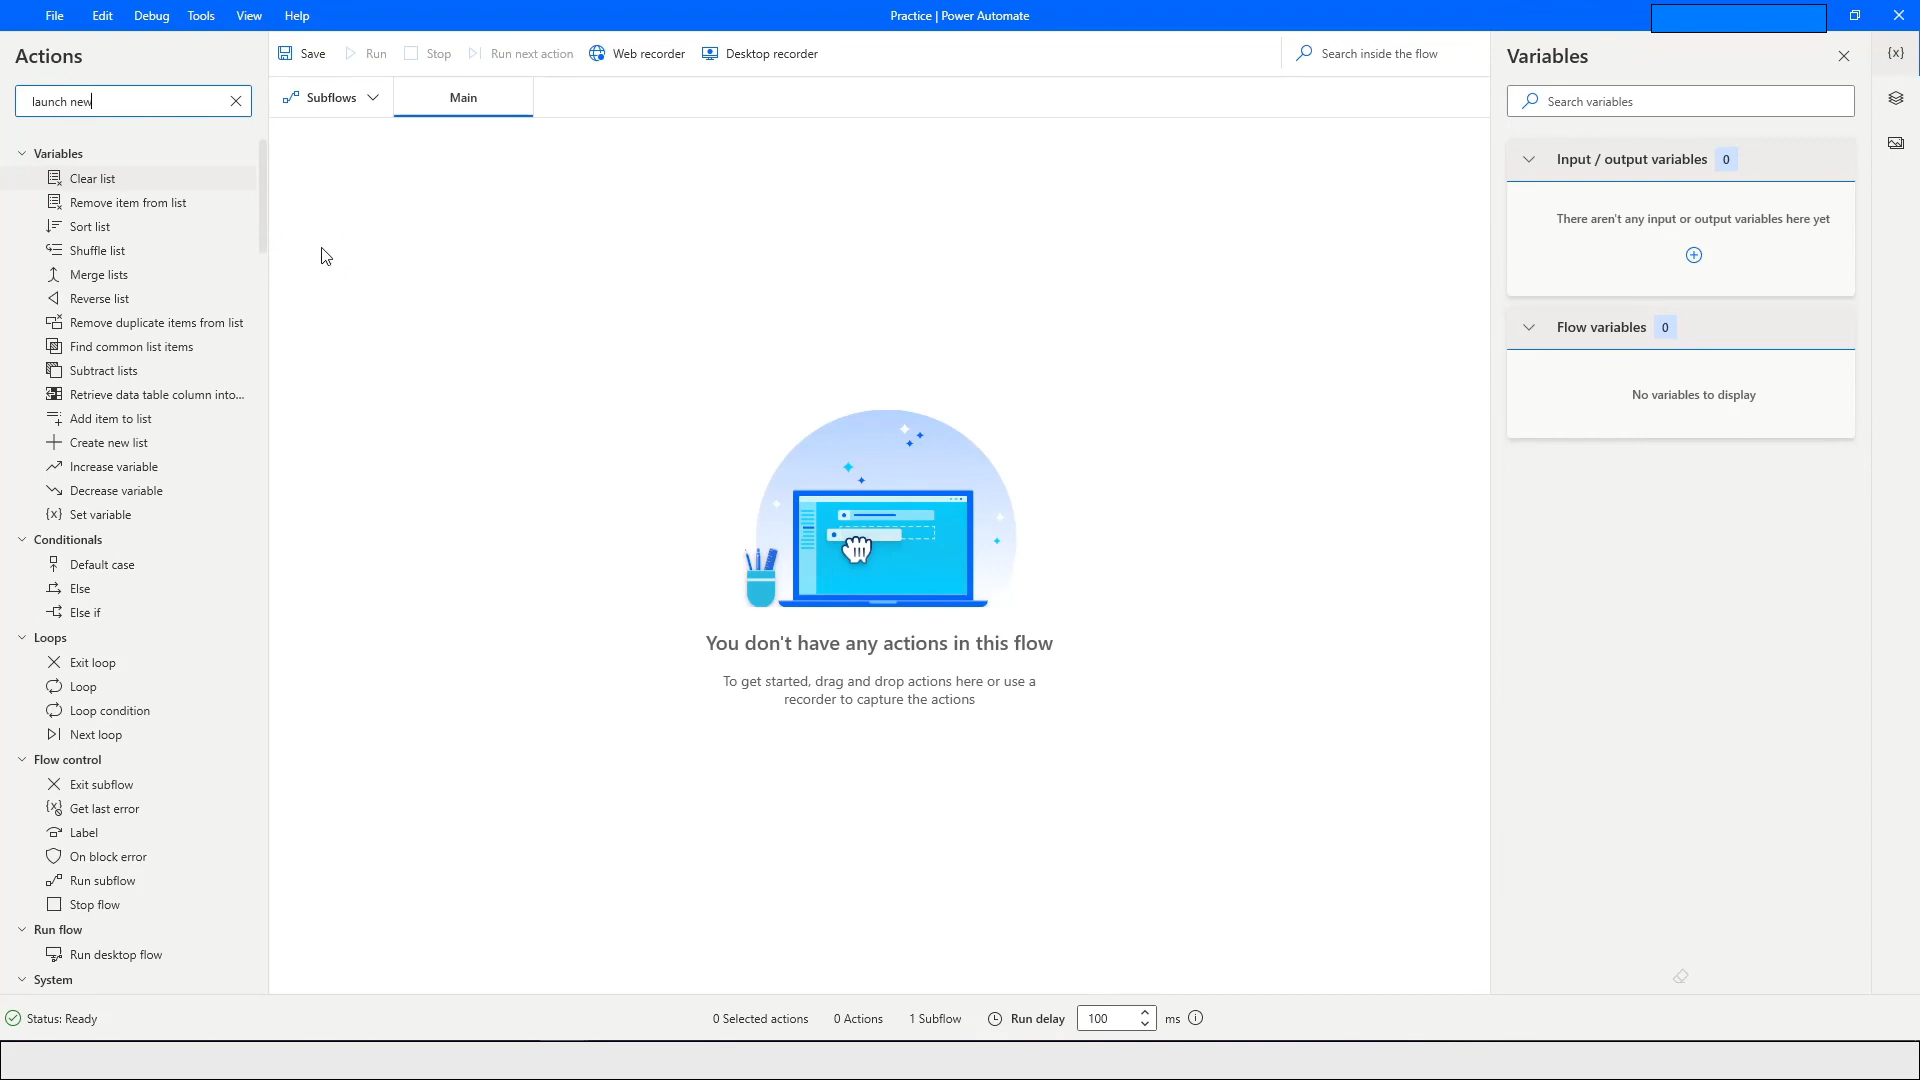 File Edit Debug Tools View Help
Practice | Power Automate
Actions
launch new
Variables
Clear list
Remove item from list
Sort list
Shuffle list
Merge lists
Reverse list
Remove duplicate items from list
Find common list items
Subtract lists
Retrieve data table column into...
Add item to list
Create new list
Increase variable
Decrease variable
{x} Set variable
Conditionals
Default case
Else
Else if
Loops
Exit loop
Loop
Loop condition
Next loop
Flow control
Exit subflow
Get last error
Label
On block error
Run subflow
Stop flow
Run flow
Run desktop flow
System
Save Run Stop Run next action Web recorder Desktop recorder
Search inside the flow
Subflows Main
You don't have any actions in this flow
To get started, drag and drop actions here or use a
recorder to capture the actions
Variables
{x}
Search variables
Input / output variables 0
There aren't any input or output variables here yet
Flow variables 0
No variables to display
Status: Ready 0 Selected actions 0 Actions 1 Subflow Run delay 100 ms